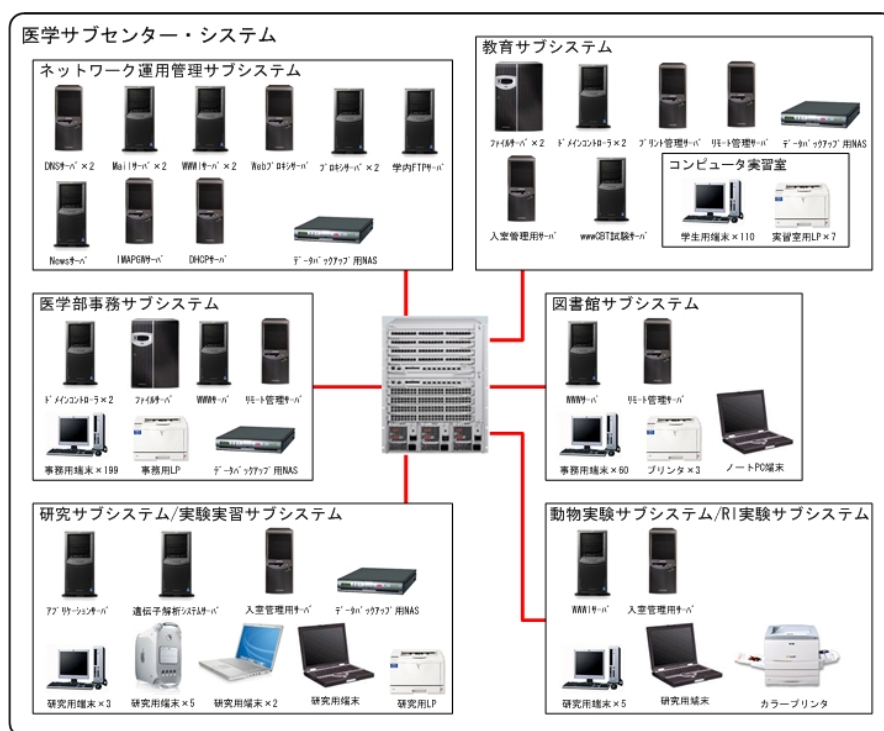 医学サブセンター・システム
ネットワーク運用管理サブシステム
DNSサーバ×2
Mailサーバ×2
WWW1サーバ×2
Webプロキシサーバ
プロキシサーバ×2
学内FTPサーバ
Newsサーバ
IMAPGWサーバ
DHCPサーバ
データバックアップ用NAS
教育サブシステム
ファイルサーバ×2
ドメインコントローラ×2
プリント管理サーバ
リモート管理サーバ
データバックアップ用NAS
入室管理用サーバ
wwwCBT試験サーバ
コンピュータ実習室
学生用端末×110
実習室用LP×7
医学部事務サブシステム
ドメインコントローラ×2
ファイルサーバ
WWWサーバ
リモート管理サーバ
事務用端末×199
事務用LP
データバックアップ用NAS
図書館サブシステム
WWWサーバ
リモート管理サーバ
事務用端末×60
プリンタ×3
ノートPC端末
研究サブシステム/実験実習サブシステム
アプリケーションサーバ
遺伝子解析システムサーバ
入室管理用サーバ
データバックアップ用NAS
研究用端末×3
研究用端末×5
研究用端末×2
研究用端末
研究用LP
動物実験サブシステム/RI実験サブシステム
WWW1サーバ
入室管理用サーバ
研究用端末×5
研究用端末
カラープリンタ